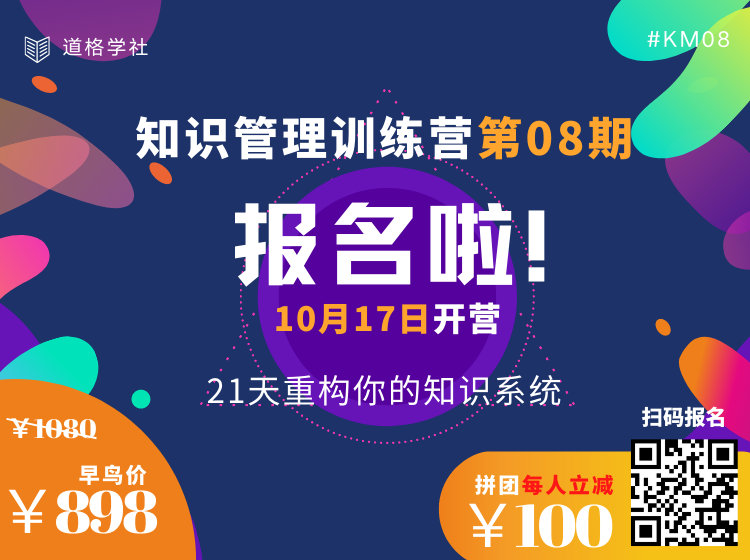 道格学社
#KM08
知识管理训练营第08期
报名啦!
10月17日开营
21天重构你的知识系统
￥1080
早鸟价
￥898
扫码报名
拼团每人立减
￥100